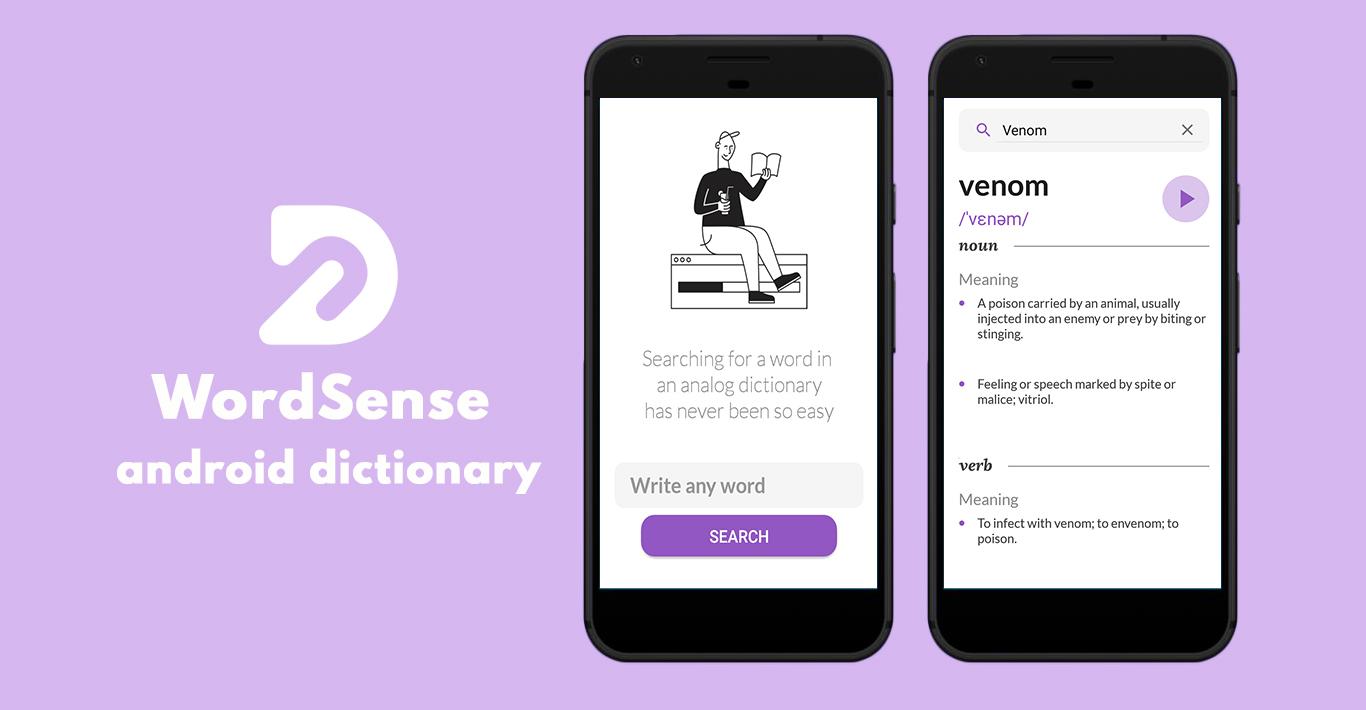 WordSense
android dictionary
Searching for a word in
an analog dictionary
has never been so easy
Write any word
SEARCH
Venom
venom
/ˈvɛnəm/
noun
Meaning
A poison carried by an animal, usually
injected into an enemy or prey by biting or
stinging.
Feeling or speech marked by spite or
malice; vitriol.
verb
Meaning
To infect with venom; to envenom; to
poison.